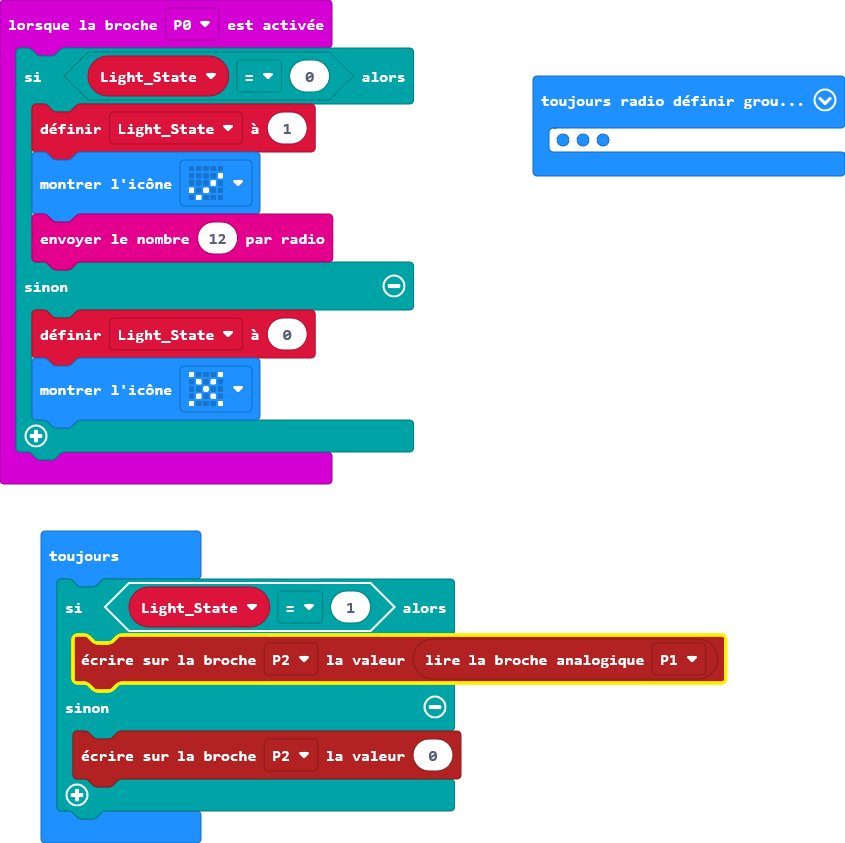 lorsque la broche P0 est activée
si Light_State = 0 alors
toujours radio définir grou...
définir Light_State à 1
montrer l'icône
envoyer le nombre 12 par radio
sinon
définir Light_State à 0
montrer l'icône
toujours
si Light_State = 1 alors
écrire sur la broche P2 la valeur lire la broche analogique P1
sinon
écrire sur la broche P2 la valeur 0